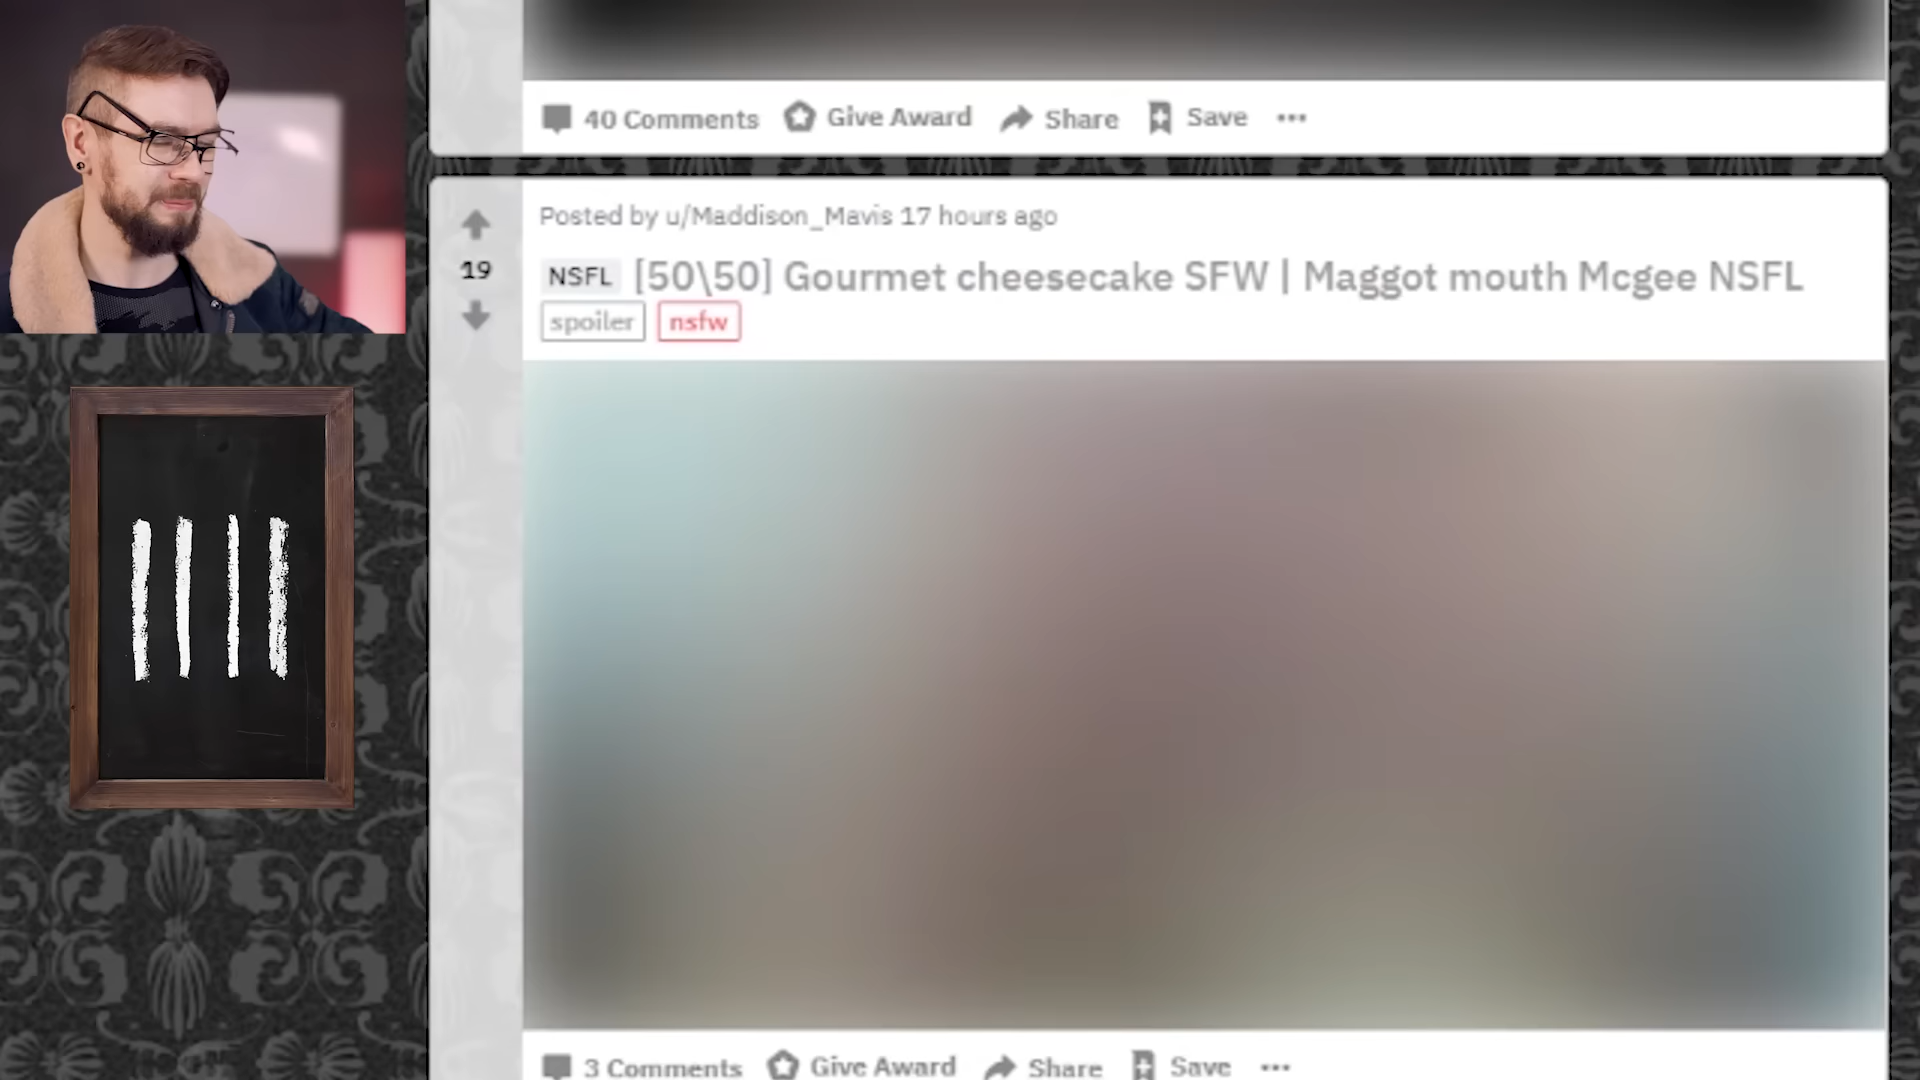 40 Comments Give Award Share Save ...
Posted by u/Maddison_Mavis 17 hours ago
19
NSFL [50\50] Gourmet cheesecake SFW | Maggot mouth Mcgee NSFL
spoiler nsfw
3 Comments Give Award Share Save ...